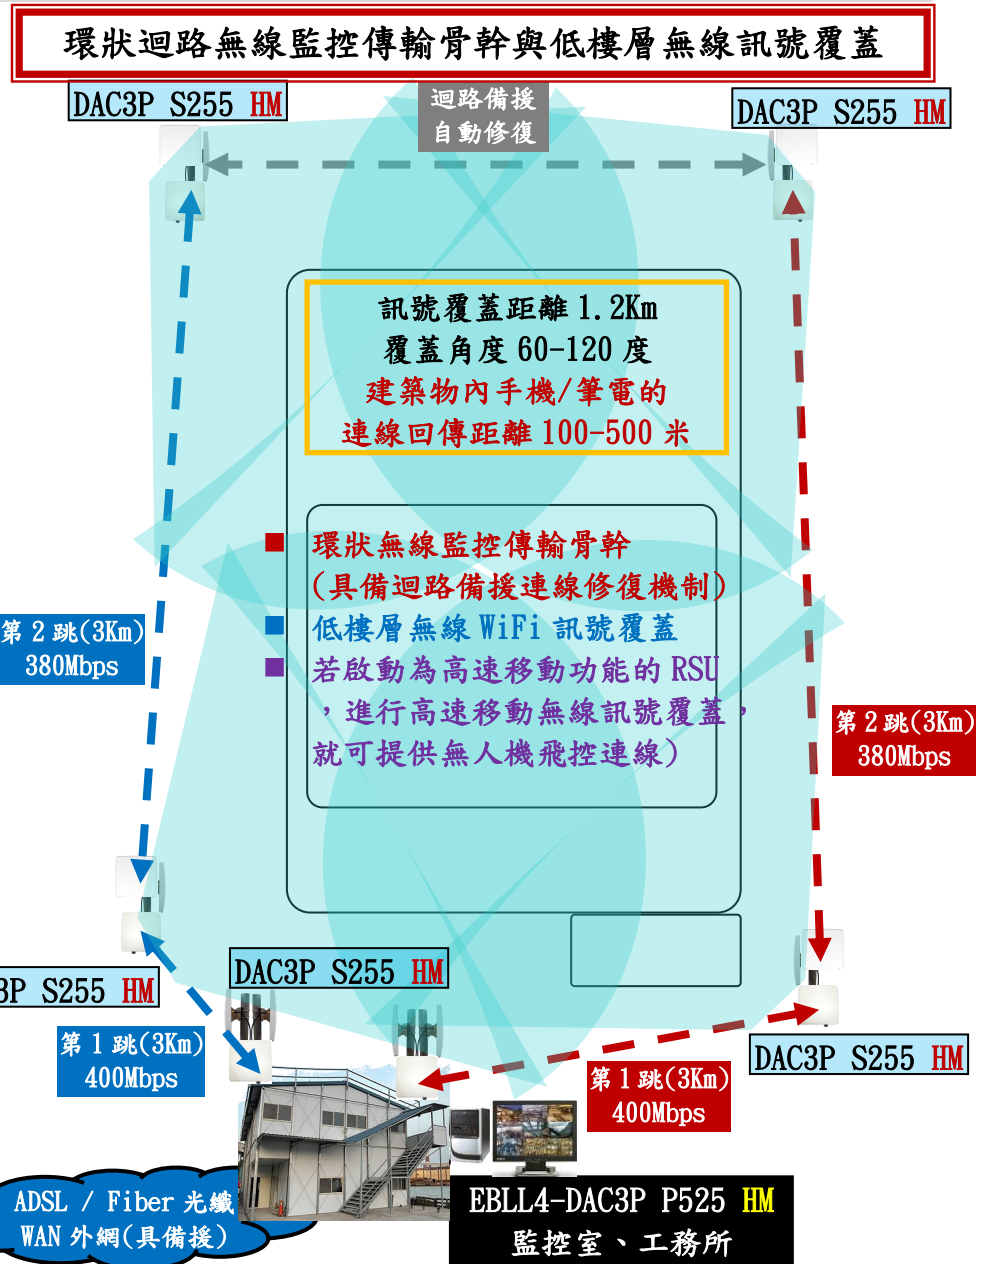 環狀迴路無線監控傳輸骨幹與低樓層無線訊號覆蓋
DAC3P S255 HM
迴路備援
自動修復
DAC3P S255 HM
訊號覆蓋距離 1.2Km
覆蓋角度 60-120 度
建築物內手機/筆電的
連線回傳距離 100-500 米
環狀無線監控傳輸骨幹
(具備迴路備援連線修復機制)
低樓層無線 WiFi 訊號覆蓋
若啟動為高速移動功能的 RSU
，進行高速移動無線訊號覆蓋，
就可提供無人機飛控連線)
第 2 跳(3Km)
380Mbps
第 2 跳(3Km)
380Mbps
3P S255 HM
DAC3P S255 HM
第 1 跳(3Km)
400Mbps
DAC3P S255 HM
第 1 跳(3Km)
400Mbps
ADSL / Fiber 光纖
WAN 外網(具備援)
EBLL4-DAC3P P525 HM
監控室、工務所